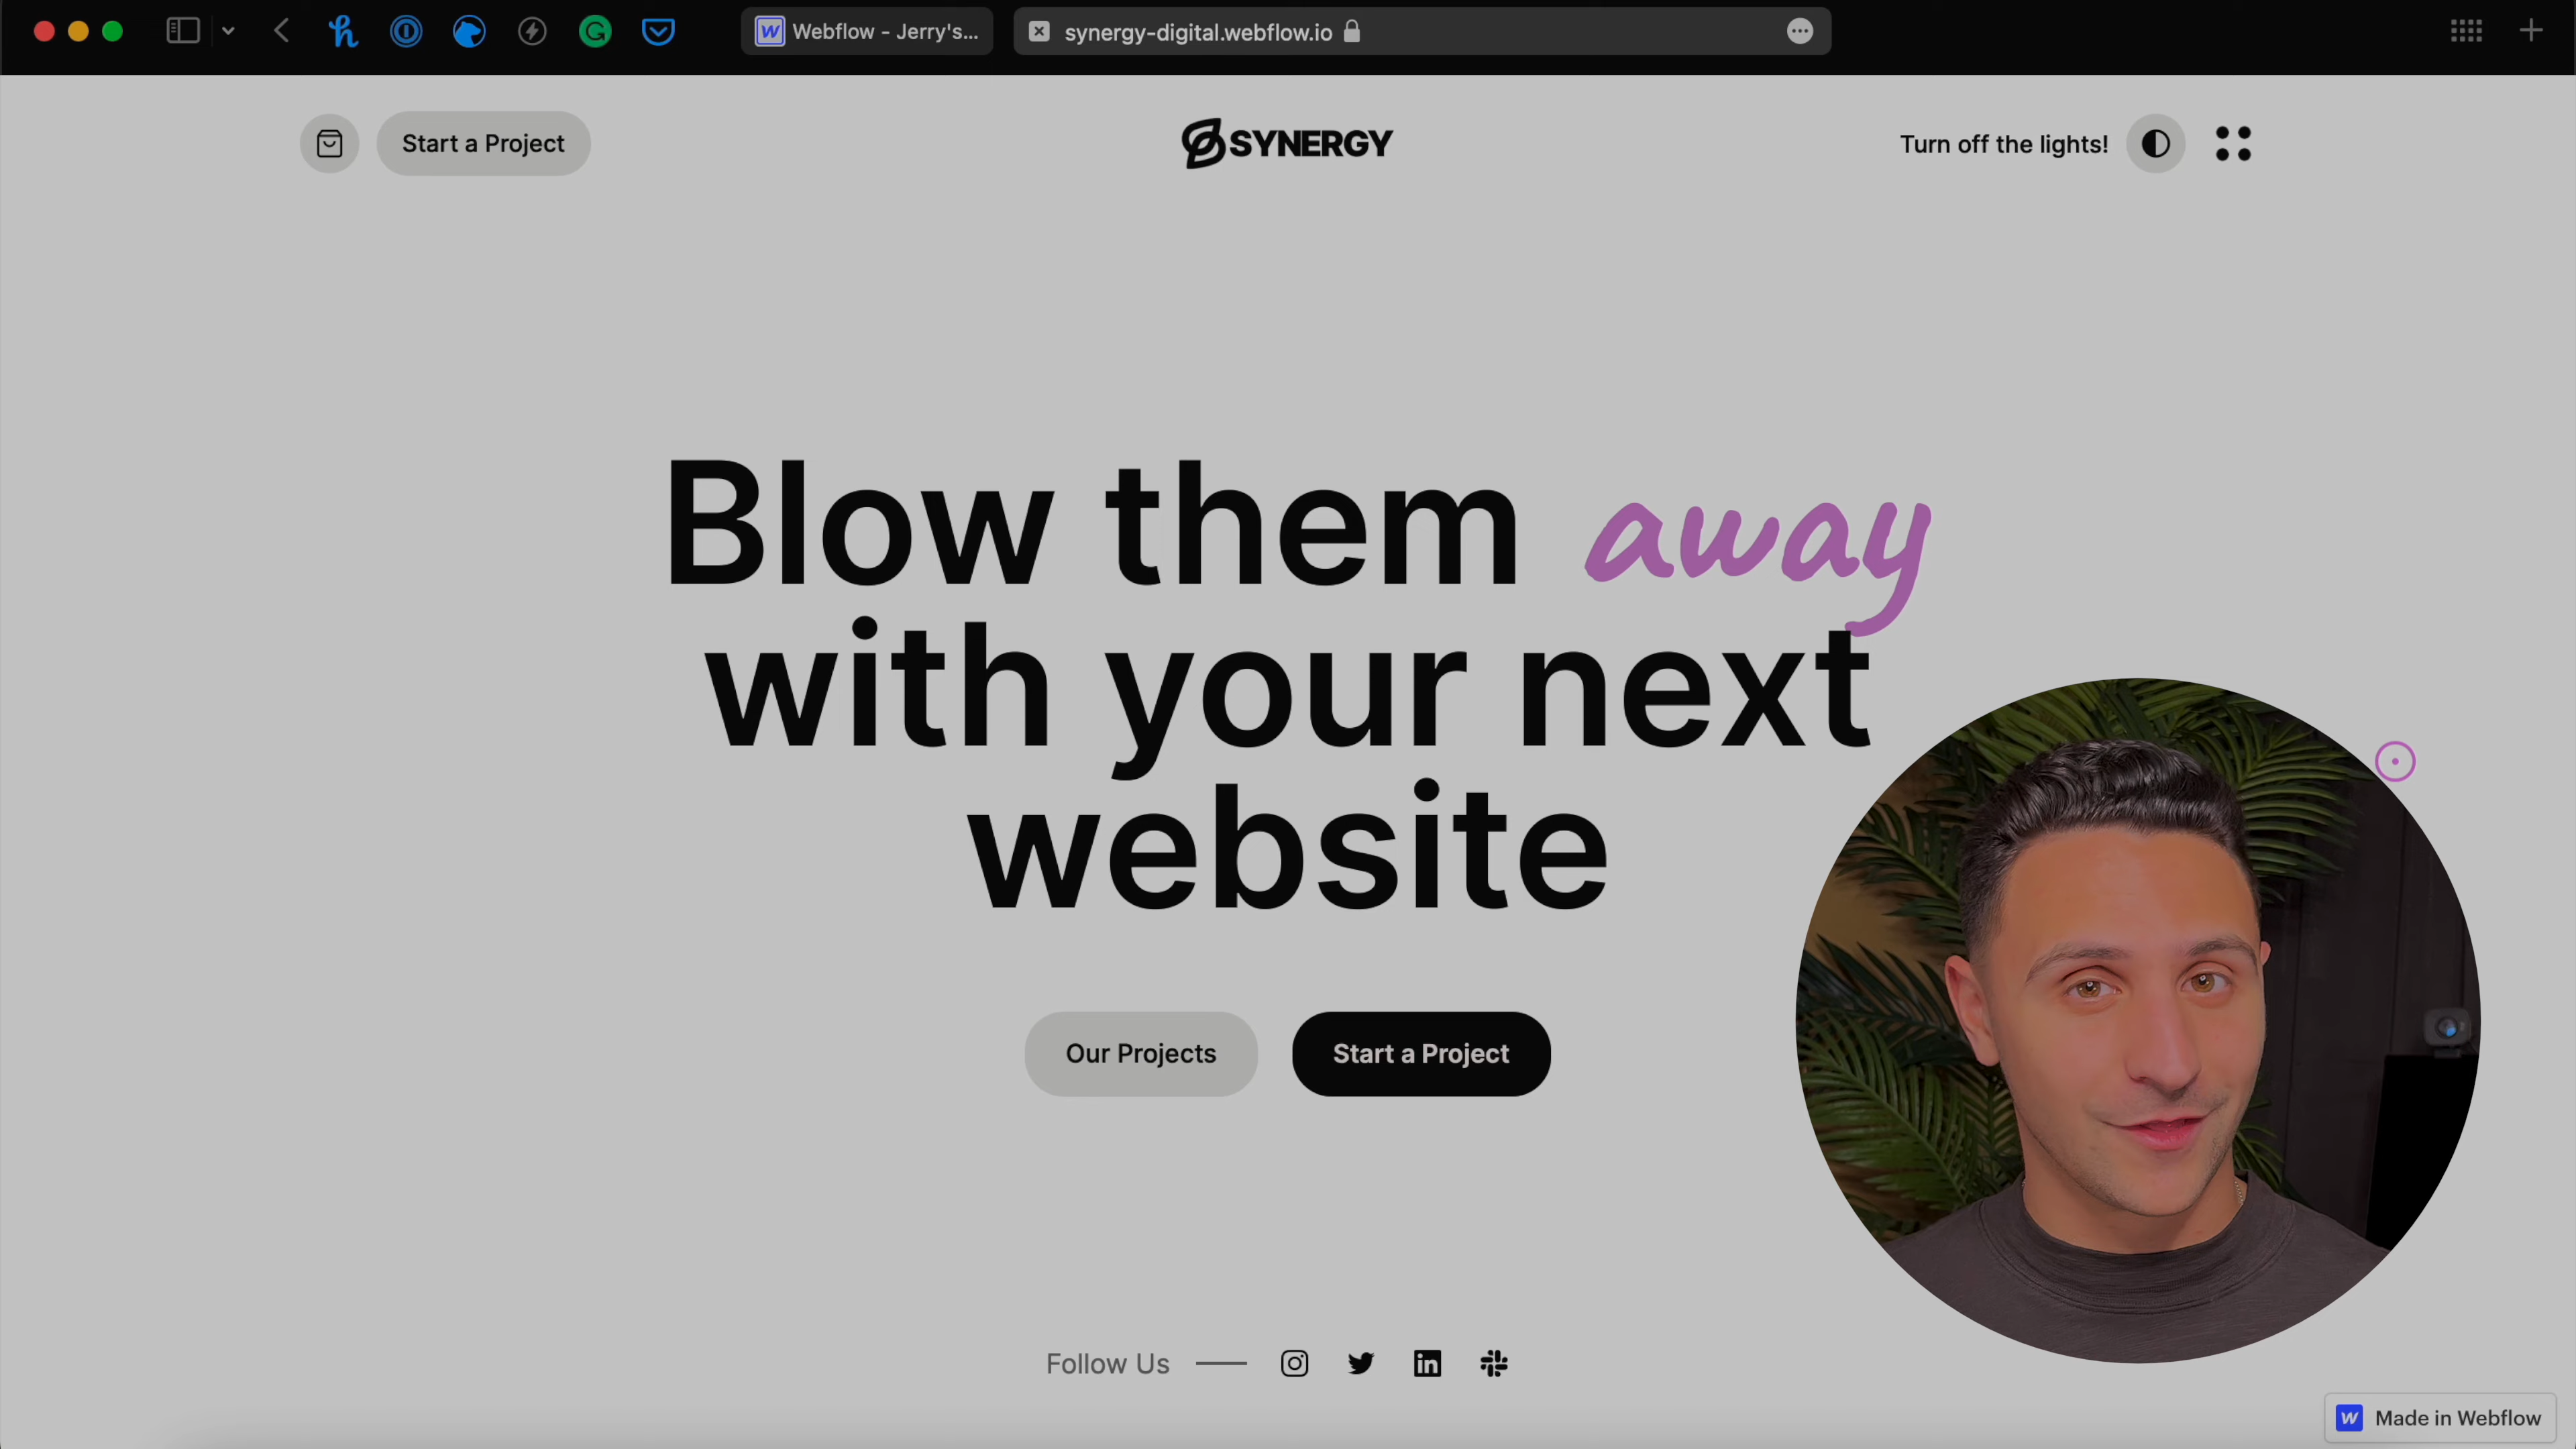 Webflow - Jerry's...
synergy-digital.webflow.io
Start a Project
SYNERGY
Turn off the lights!
Blow them away
with your next
website
Our Projects
Start a Project
Follow Us
Made in Webflow